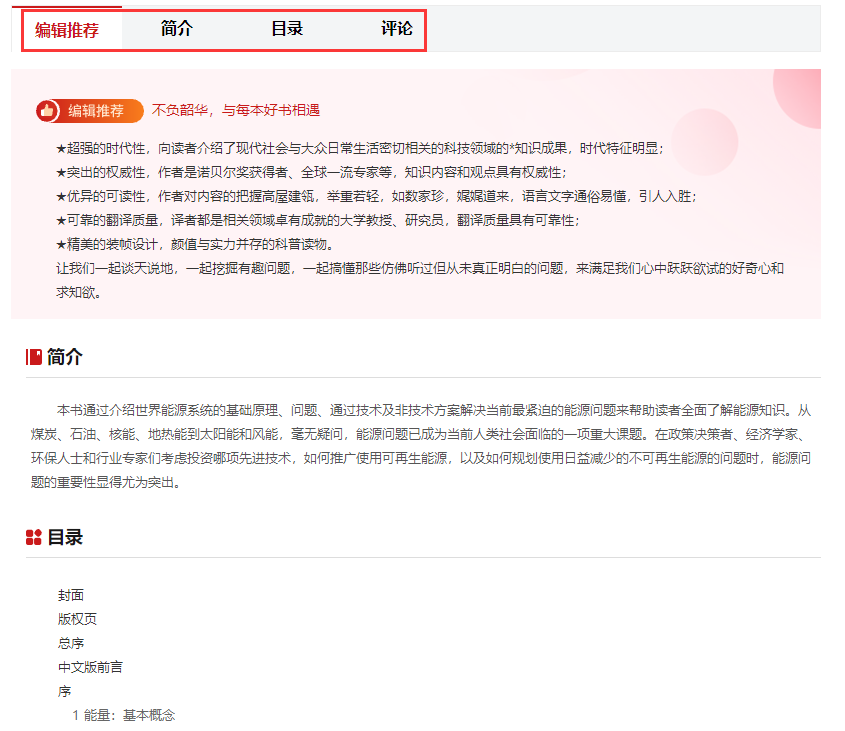 编辑推荐 简介 目录 评论
编辑推荐 不负韶华，与每本好书相遇
★超强的时代性，向读者介绍了现代社会与大众日常生活密切相关的科技领域的*知识成果，时代特征明显；
★突出的权威性，作者是诺贝尔奖获得者、全球一流专家等，知识内容和观点具有权威性；
★优异的可读性，作者对内容的把握高屋建瓴，举重若轻，如数家珍，娓娓道来，语言文字通俗易懂，引人入胜；
★可靠的翻译质量，译者都是相关领域卓有成就的大学教授、研究员，翻译质量具有可靠性；
★精美的装帧设计，颜值与实力并存的科普读物。
让我们一起谈天说地，一起挖掘有趣问题，一起搞懂那些仿佛听过但从未真正明白的问题，来满足我们心中跃跃欲试的好奇心和
求知欲。
简介
本书通过介绍世界能源系统的基础原理、问题、通过技术及非技术方案解决当前最紧迫的能源问题来帮助读者全面了解能源知识。从
煤炭、石油、核能、地热能到太阳能和风能，毫无疑问，能源问题已成为当前人类社会面临的一项重大课题。在政策决策者、经济学家、
环保人士和行业专家们考虑投资哪项先进技术，如何推广使用可再生能源，以及如何规划使用日益减少的不可再生能源的问题时，能源问
题的重要性显得尤为突出。
目录
封面
版权页
总序
中文版前言
序
1 能量：基本概念